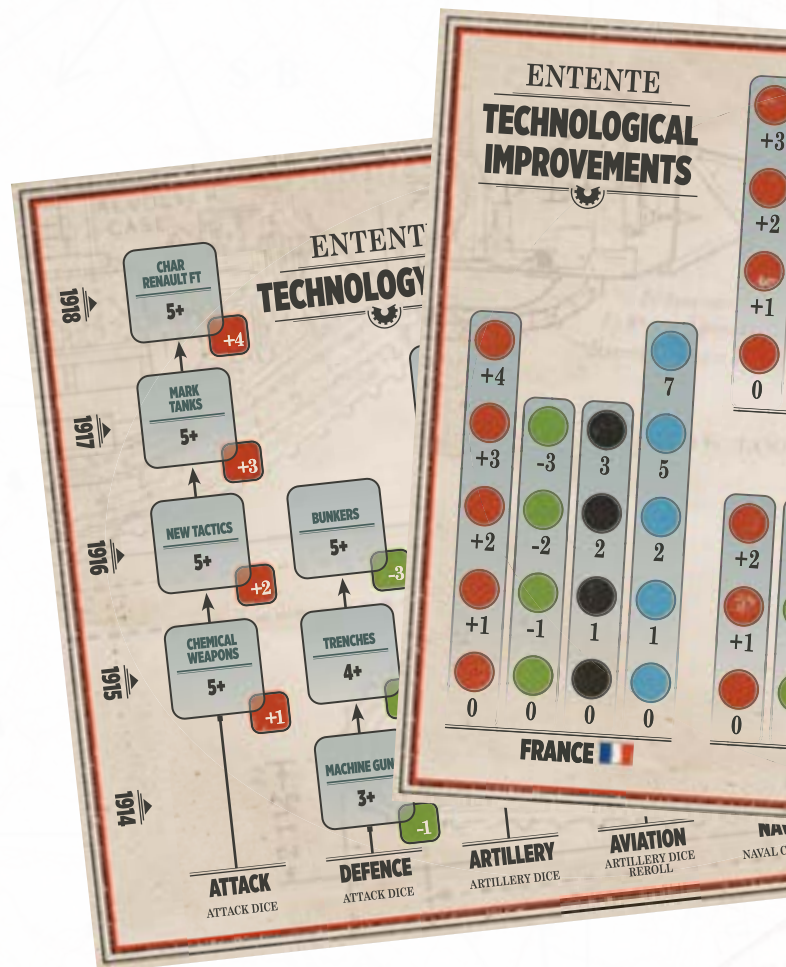 ENTENTE
TECHNOLOGICAL
IMPROVEMENTS
+3
+2
+1
0
+4
+3
+2
+1
0
-3
-2
-1
0
3
2
1
0
7
5
2
1
0
FRANCE
+2
+1
0
ENTENT
TECHNOLOGY
1918
CHAR
RENAULT FT
5+
+4
1917
MARK
TANKS
5+
+3
1916
NEW TACTICS
5+
+2
BUNKERS
5+
-3
1915
CHEMICAL
WEAPONS
5+
+1
TRENCHES
4+
1914
MACHINE GUN
3+
-1
ATTACK
ATTACK DICE
DEFENCE
ATTACK DICE
ARTILLERY
ARTILLERY DICE
AVIATION
ARTILLERY DICE
REROLL
NAVAL C